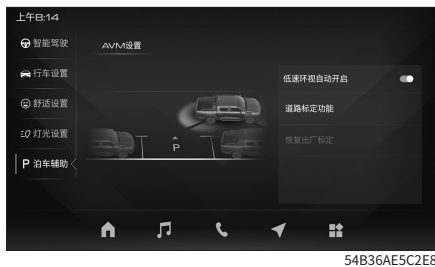 上午8:14
智能驾驶
AVM设置
行车设置
低速环视自动开启
舒适设置
道路标定功能
灯光设置
恢复出厂标定
P
P 泊车辅助
54B36AE5C2E8